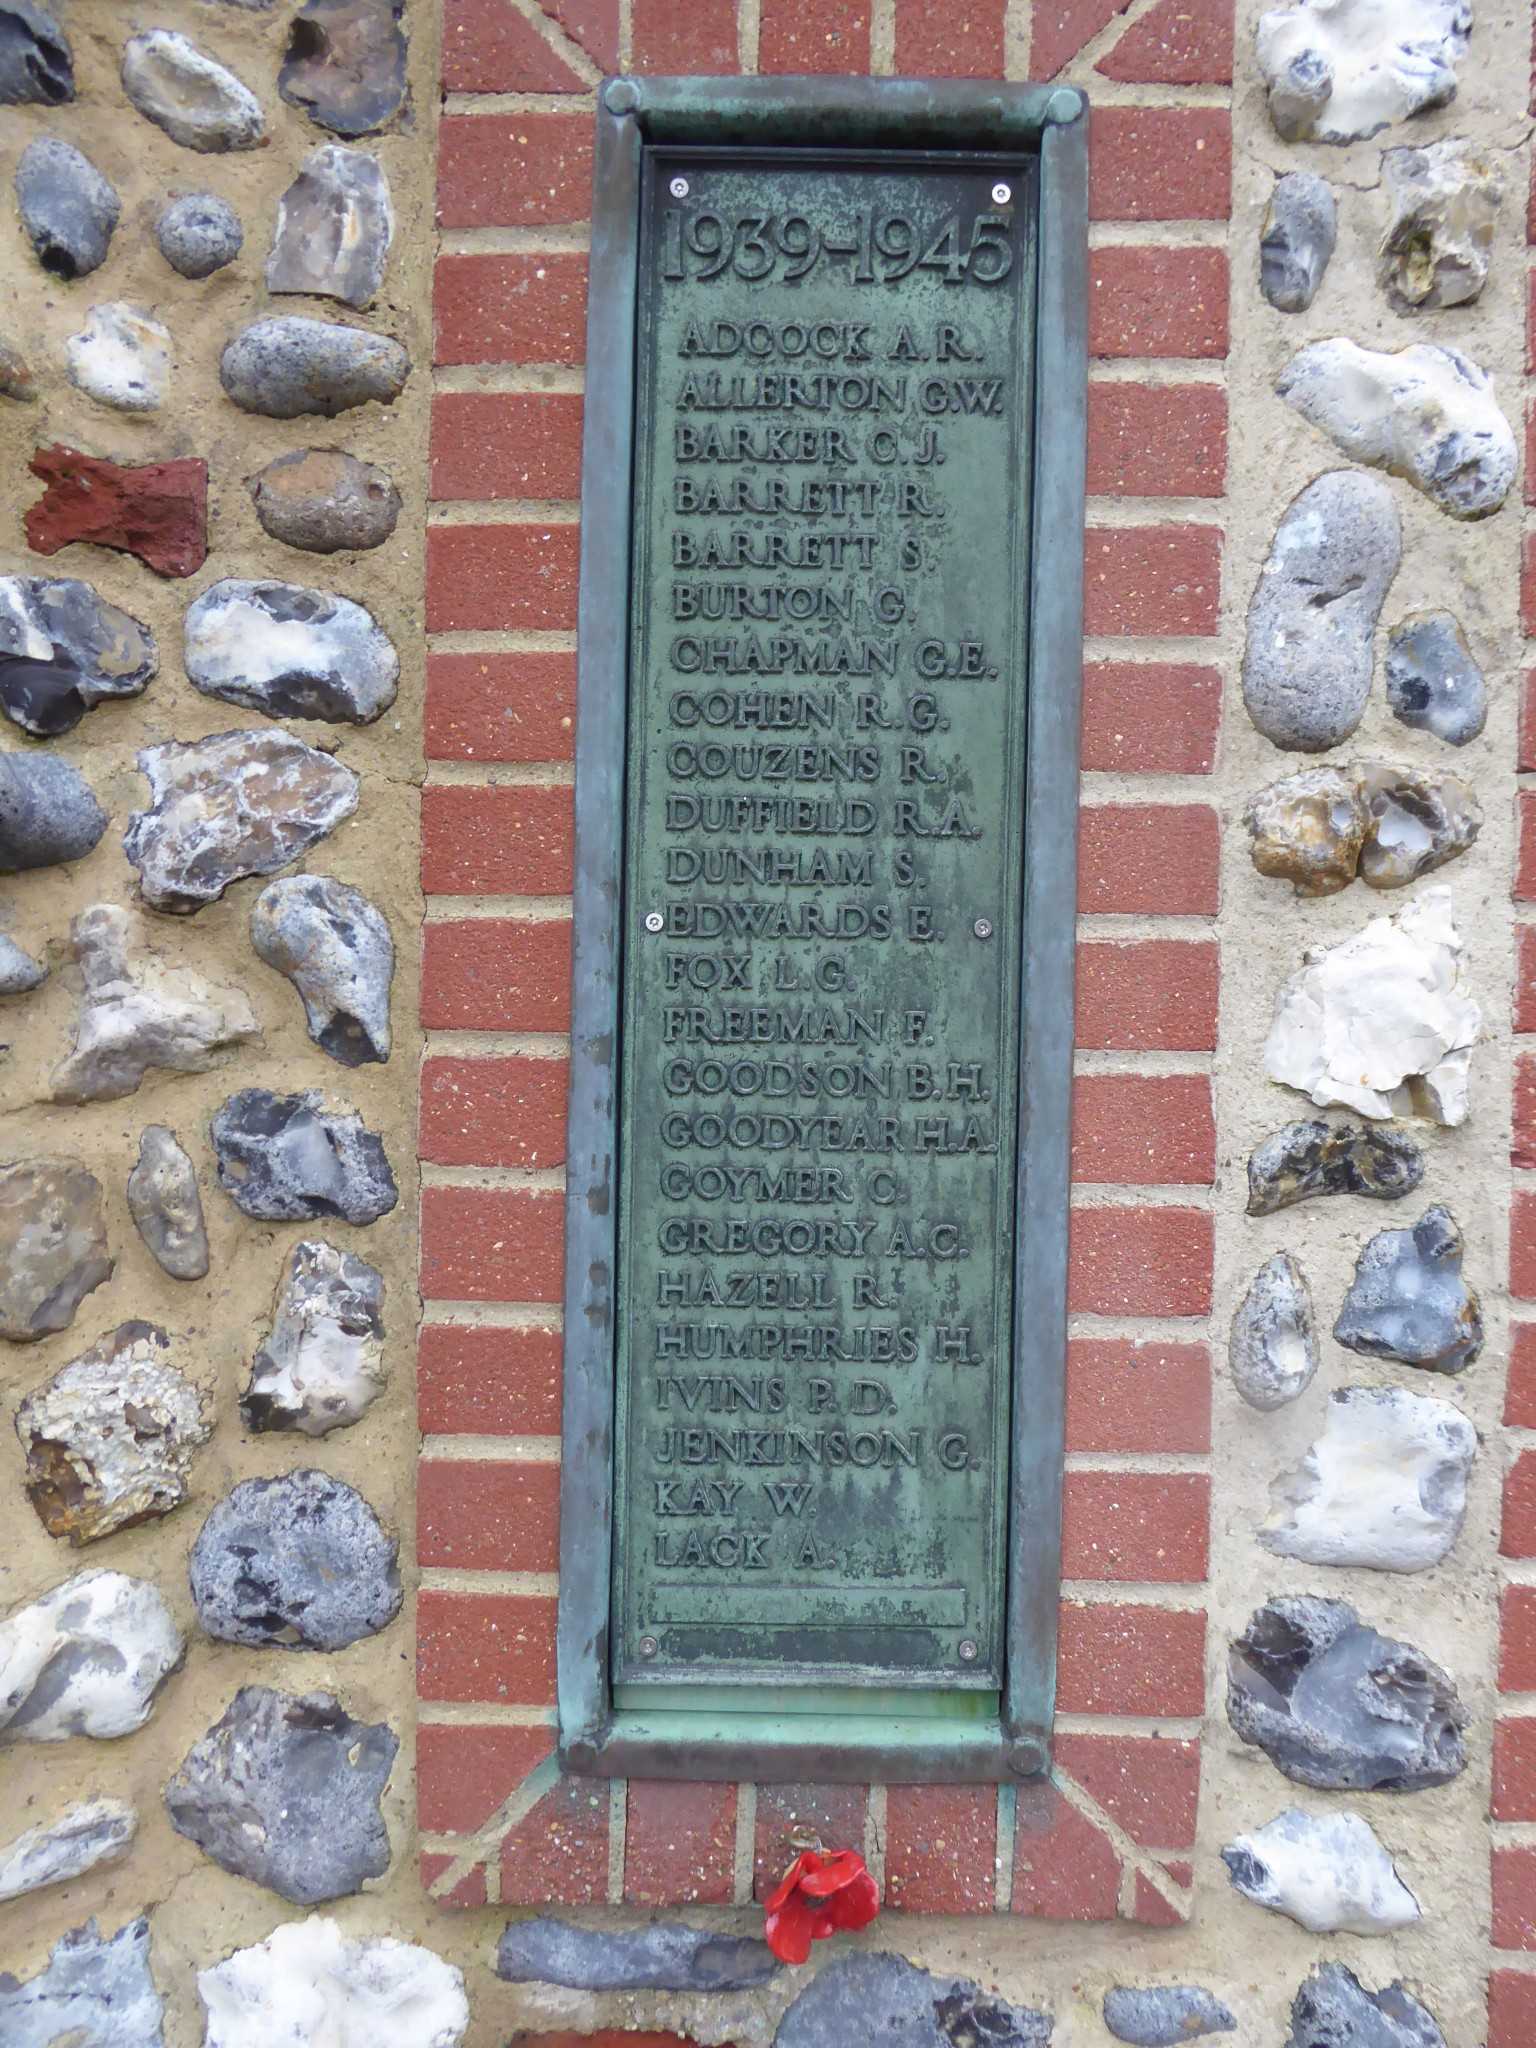 1939-1945
ADCOCK A.R.
ALLERTON G.W.
BARKER C.J.
BARRETT R.
BARRETT S.
BURTON G.
CHAPMAN G.E.
COHEN R.G.
COUZENS R.
DUFFIELD R.A.
DUNHAM S.
EDWARDS E.
FOX L.G.
FREEMAN F.
GOODSON B.H.
GOODYEAR H.A.
GOYMER C.
GREGORY A.C.
HAZELL R.
HUMPHRIES H.
IVINS P.D.
JENKINSON G.
KAY W.
LACK A.